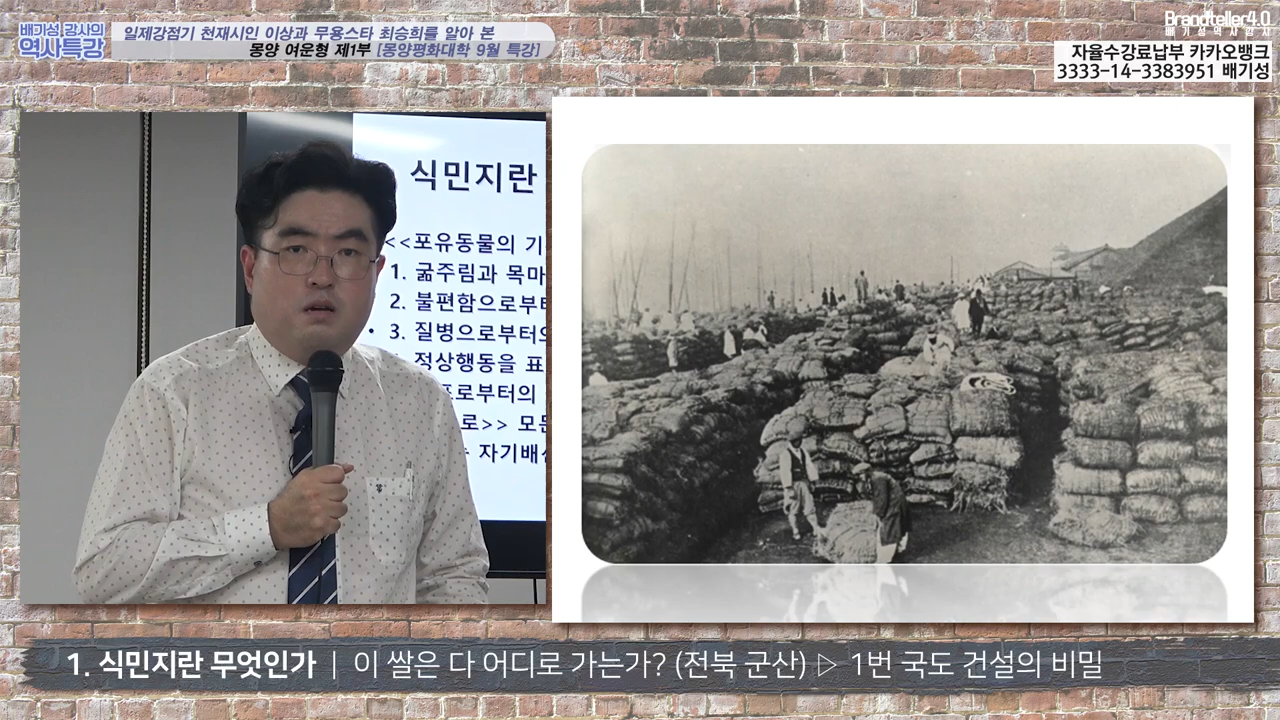 배기성 강사의
역사특강
일제강점기 천재시인 이상과 무용스타 최승희를 알아 본
몽양 여운형 제1부 [몽양평화대학 9월 특강]
Brandteller4.0
배기성역사원사
자율수강료납부 카카오뱅크
3333-14-3383951 배기성
식민지란
<<포유동물의 기
1. 굶주림과 목마
2. 불편함으로부터
• 3. 질병으로부터의
정상행동을 표
포로부터의
로>> 모든
자기배신
1. 식민지란 무엇인가 | 이 쌀은 다 어디로 가는가? (전북 군산) ▷ 1번 국도 건설의 비밀